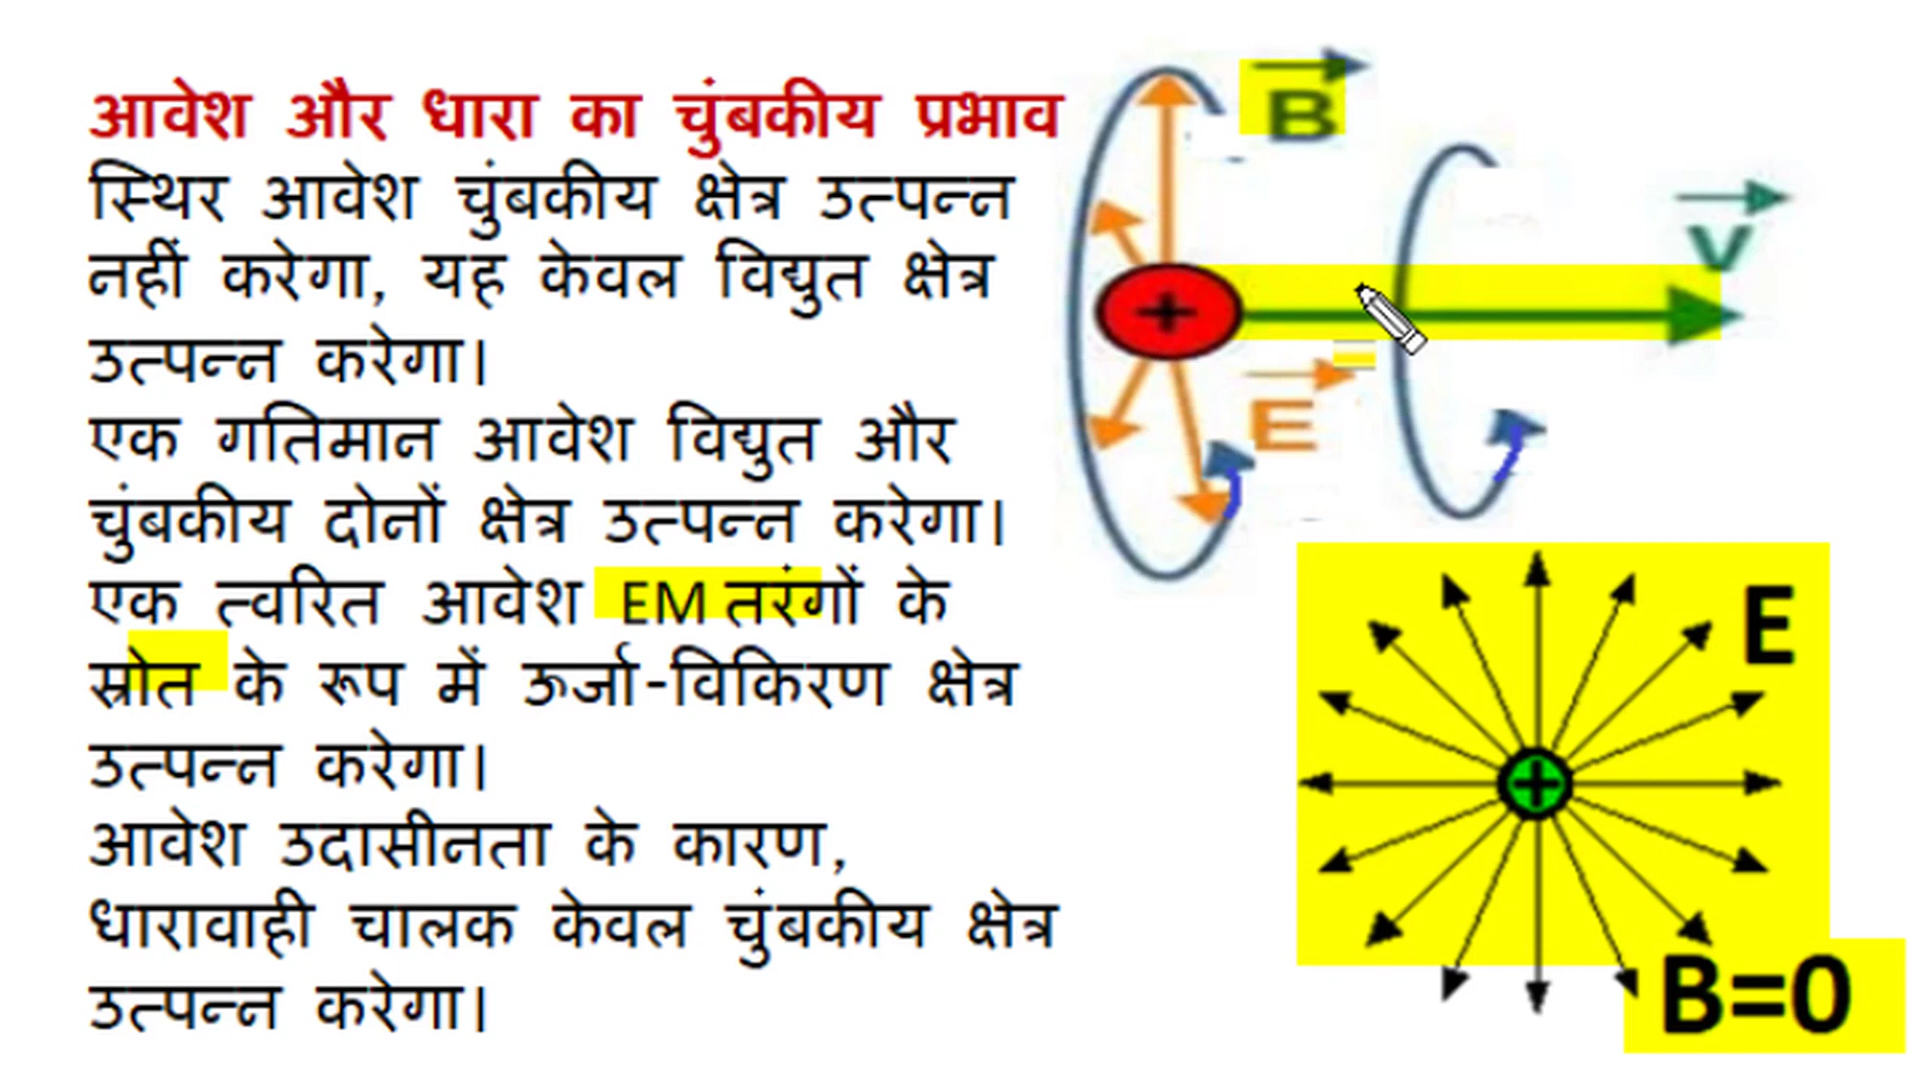 आवेश और धारा का चुंबकीय प्रभाव
स्थिर आवेश चुंबकीय क्षेत्र उत्पन्न
नहीं करेगा, यह केवल विद्युत क्षेत्र
उत्पन्न करेगा।
एक गतिमान आवेश विद्युत और
चुंबकीय दोनों क्षेत्र उत्पन्न करेगा।
एक त्वरित आवेश EM तरंगों के
स्रोत के रूप में ऊर्जा-विकिरण क्षेत्र
उत्पन्न करेगा।
आवेश उदासीनता के कारण,
धारावाही चालक केवल चुंबकीय क्षेत्र
उत्पन्न करेगा।
B
V
+
E
E
+
B=0